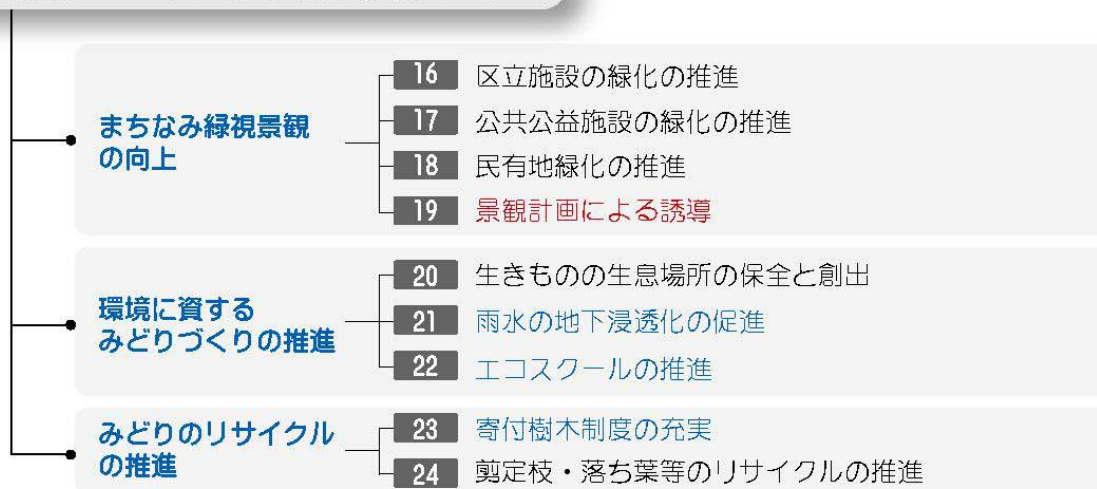 まちなみ緑視景観
の向上
16 区立施設の緑化の推進
17 公共公益施設の緑化の推進
18 民有地緑化の推進
19 景観計画による誘導
環境に資する
みどりづくりの推進
20 生きものの生息場所の保全と創出
21 雨水の地下浸透化の促進
22 エコスクールの推進
みどりのリサイクル
の推進
23 寄付樹木制度の充実
24 剪定枝・落ち葉等のリサイクルの推進